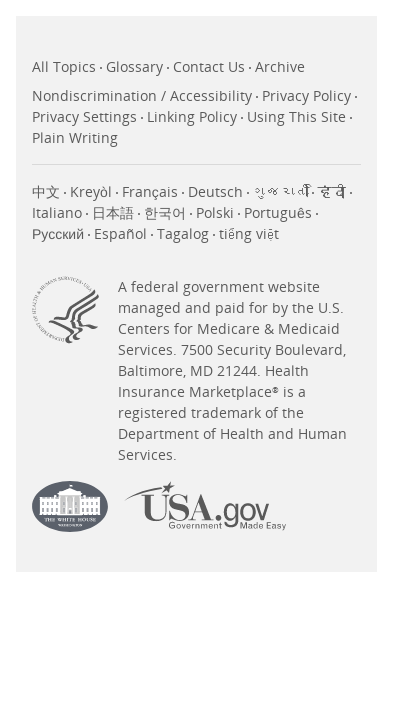 All Topics · Glossary · Contact Us · Archive
Nondiscrimination / Accessibility · Privacy Policy ·
Privacy Settings · Linking Policy · Using This Site ·
Plain Writing
中文 · Kreyòl · Français · Deutsch · ગુજરાતી · हिंदी ·
Italiano · 日本語 · 한국어 · Polski · Português ·
Русский · Español · Tagalog · tiếng việt
DEPARTMENT OF HEALTH & HUMAN SERVICES · USA
A federal government website
managed and paid for by the U.S.
Centers for Medicare & Medicaid
Services. 7500 Security Boulevard,
Baltimore, MD 21244. Health
Insurance Marketplace® is a
registered trademark of the
Department of Health and Human
Services.
THE WHITE HOUSE
WASHINGTON
USA.gov
Government Made Easy